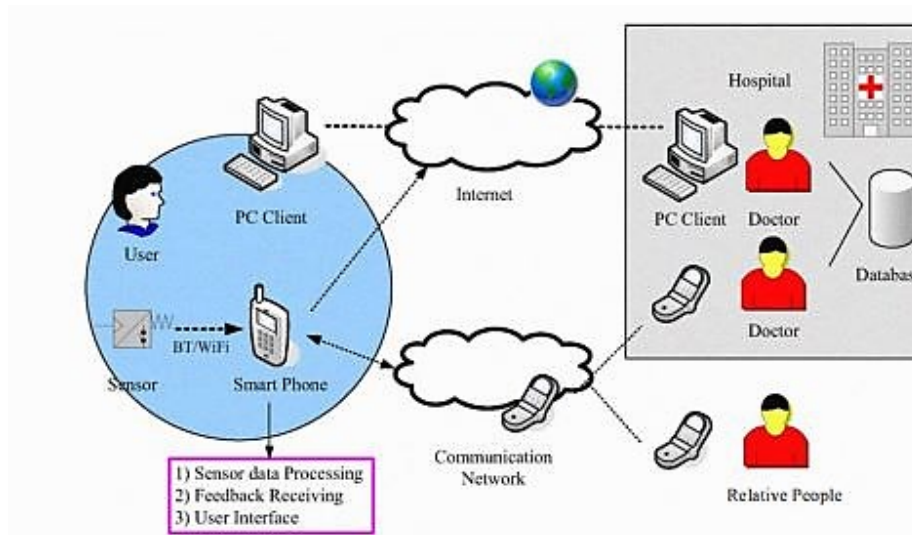 Hospital
Internet
PC Client
PC Client
Doctor
User
Database
BT/WiFi
Doctor
Sensor
Smart Phone
Communication
Network
1) Sensor data Processing
2) Feedback Receiving
3) User Interface
Relative People